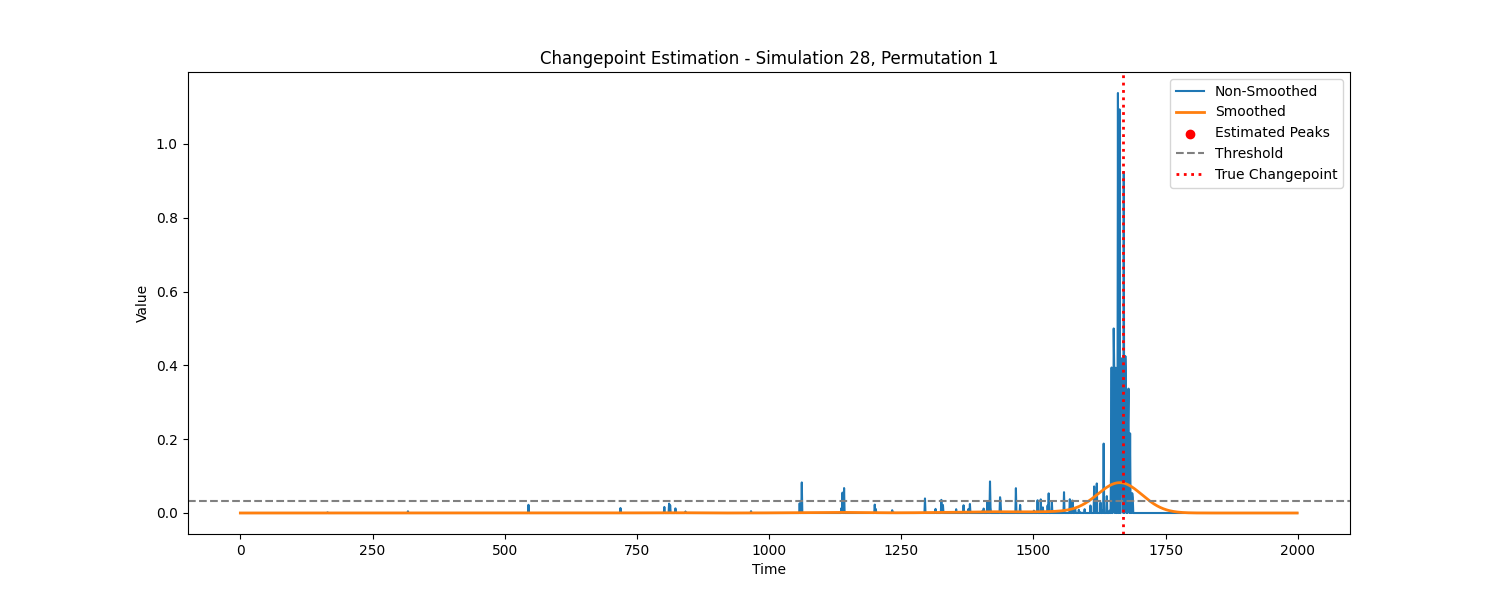 Changepoint Estimation - Simulation 28, Permutation 1
Non-Smoothed
Smoothed
Estimated Peaks
Threshold
True Changepoint
Value
1.0
0.8
0.6
0.4
0.2
0.0
0 250 500 750 1000 1250 1500 1750 2000
Time